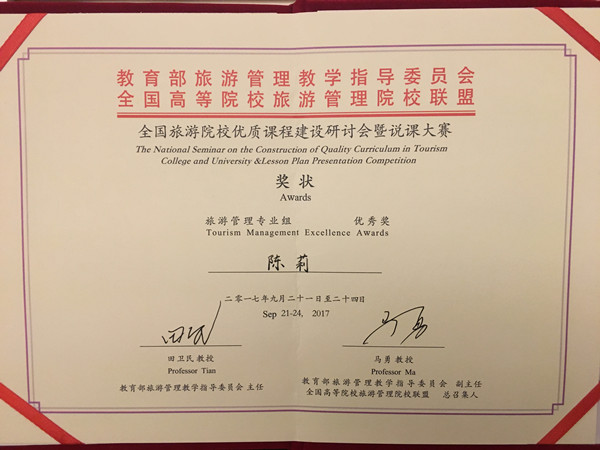 教育部旅游管理教学指导委员会
全国高等院校旅游管理院校联盟
全国旅游院校优质课程建设研讨会暨说课大赛
The National Seminar on the Construction of Quality Curriculum in Tourism
College and University &Lesson Plan Presentation Competition
奖状
Awards
旅游管理专业组 优秀奖
Tourism Management Excellence Awards
陈莉
二零一七年九月二十一日至二十四日
Sep 21-24, 2017
田卫民 教授
Professor Tian
教育部旅游管理教学指导委员会 主任
马勇 教授
Professor Ma
教育部旅游管理教学指导委员会 副主任
全国高等院校旅游管理院校联盟 总召集人